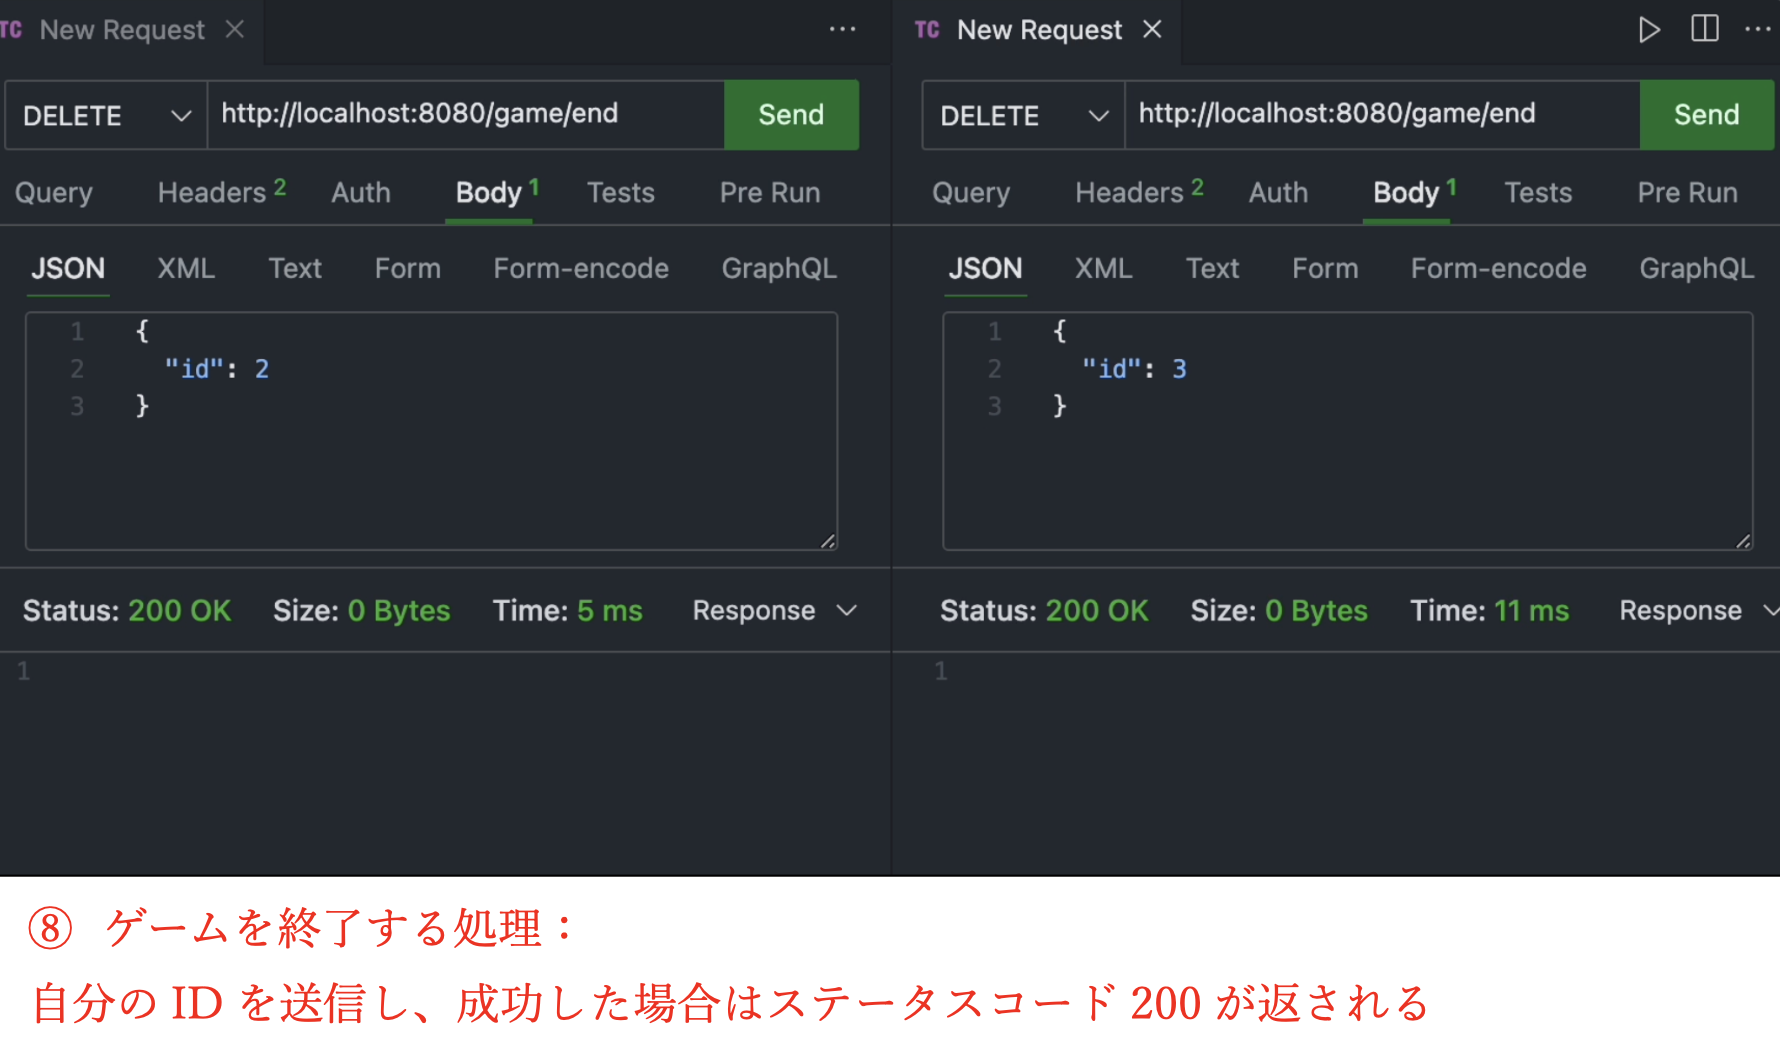 TC New Request
DELETE http://localhost:8080/game/end Send
Query Headers 2 Auth Body 1 Tests Pre Run
JSON XML Text Form Form-encode GraphQL
1 {
2 "id": 2
3 }
Status: 200 OK Size: 0 Bytes Time: 5 ms Response
1
TC New Request
DELETE http://localhost:8080/game/end Send
Query Headers 2 Auth Body 1 Tests Pre Run
JSON XML Text Form Form-encode GraphQL
1 {
2 "id": 3
3 }
Status: 200 OK Size: 0 Bytes Time: 11 ms Response
1
⑧ ゲームを終了する処理：
自分の ID を送信し、成功した場合はステータスコード 200 が返される